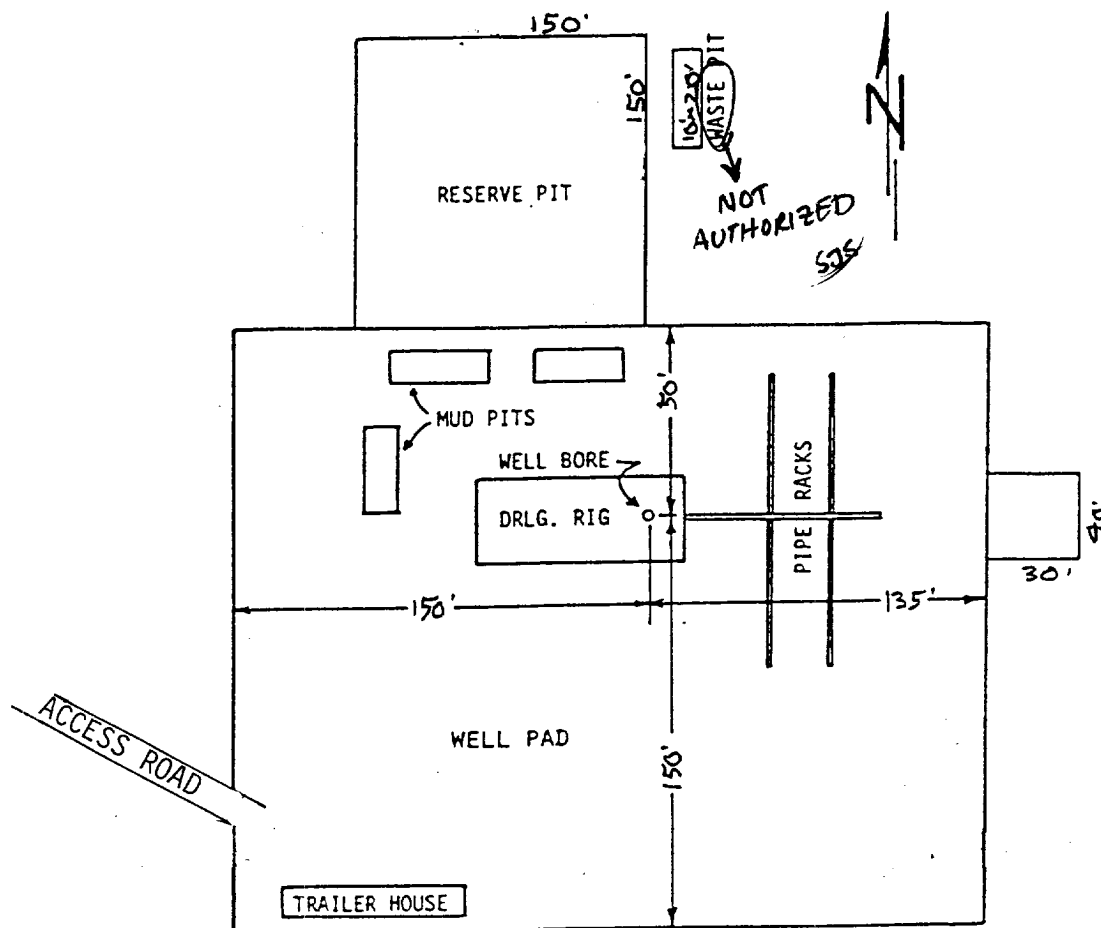 150'
150'
10'x20'
WASTE PIT
N
RESERVE PIT
NOT
AUTHORIZED
SJS
50'
MUD PITS
WELL BORE
DRLG. RIG
PIPE RACKS
40'
30'
150'
135'
ACCESS ROAD
WELL PAD
150'
TRAILER HOUSE